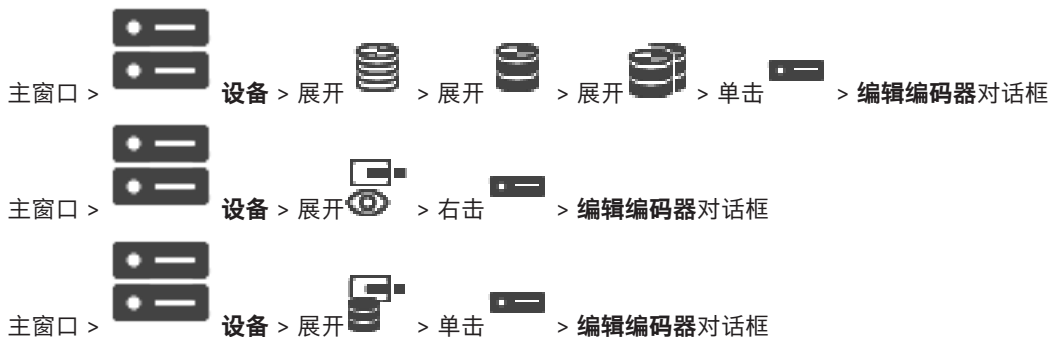 主窗口 > 设备 > 展开 > 展开 > 展开 > 单击 > 编辑编码器对话框
主窗口 > 设备 > 展开 > 右击 > 编辑编码器对话框
主窗口 > 设备 > 展开 > 单击 > 编辑编码器对话框